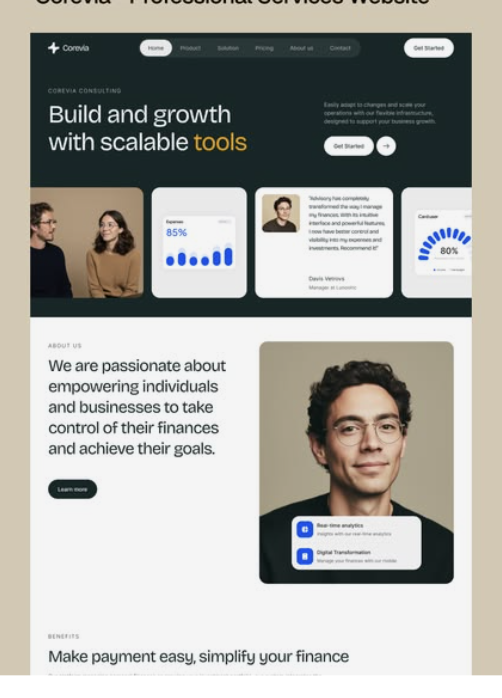 Corevia - Professional Services Website
Corevia
Home Product Solution Pricing About us Contact
Get Started
COREVIA CONSULTING
Build and growth
with scalable tools
Easily adapt to changes and scale your
operations with our flexible infrastructure,
designed to support your business growth.
Get Started
Expenses
85%
"Advisory has completely
transformed the way I manage
my finances. With its intuitive
interface and powerful features,
I now have better control and
visibility into my expenses and
investments. Recommend it!"
Davis Vetrovs
Manager at
Card user
80%
ABOUT US
We are passionate about
empowering individuals
and businesses to take
control of their finances
and achieve their goals.
Learn more
Real-time analytics
Insights with our real-time analytics
Digital Transformation
Manage your finances with our mobile
BENEFITS
Make payment easy, simplify your finance